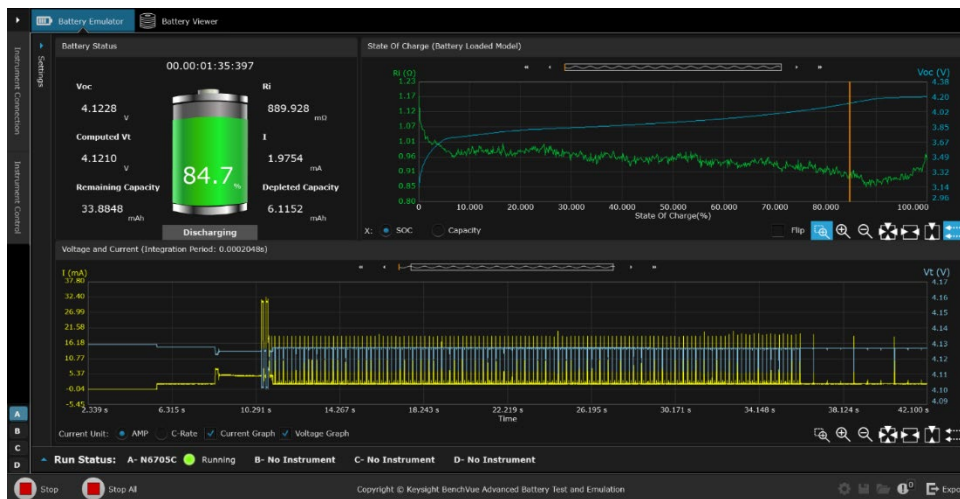 Battery Emulator
Battery Viewer
Instrument Connection
Instrument Control
Settings
Battery Status
00.00:01:35:397
Voc
4.1228 V
Ri
889.928 mΩ
Computed Vt
4.1210 V
I
1.9754 mA
84.7 %
Remaining Capacity
33.8848 mAh
Depleted Capacity
6.1152 mAh
Discharging
State Of Charge (Battery Loaded Model)
Ri (Ω)
Voc (V)
1.23
1.17
1.12
1.07
1.01
0.96
0.91
0.85
0.80
4.58
4.20
4.02
3.85
3.67
3.49
3.32
3.14
2.96
0 10.000 20.000 30.000 40.000 50.000 60.000 70.000 80.000 100.000
State Of Charge(%)
X: SOC Capacity
Flip
Voltage and Current (Integration Period: 0.0002048s)
I (mA)
Vt (V)
37.80
32.40
26.99
21.58
16.18
10.77
5.37
-0.04
-5.45
4.17
4.16
4.15
4.14
4.13
4.12
4.11
4.10
4.09
2.339 s 6.315 s 10.291 s 14.267 s 18.243 s 22.219 s 26.195 s 30.171 s 34.148 s 38.124 s 42.100 s
Time
Current Unit: AMP C-Rate Current Graph Voltage Graph
A
B
C
D
Run Status: A- N6705C Running B- No Instrument C- No Instrument D- No Instrument
Stop
Stop All
Copyright © Keysight BenchVue Advanced Battery Test and Emulation
0
Expo